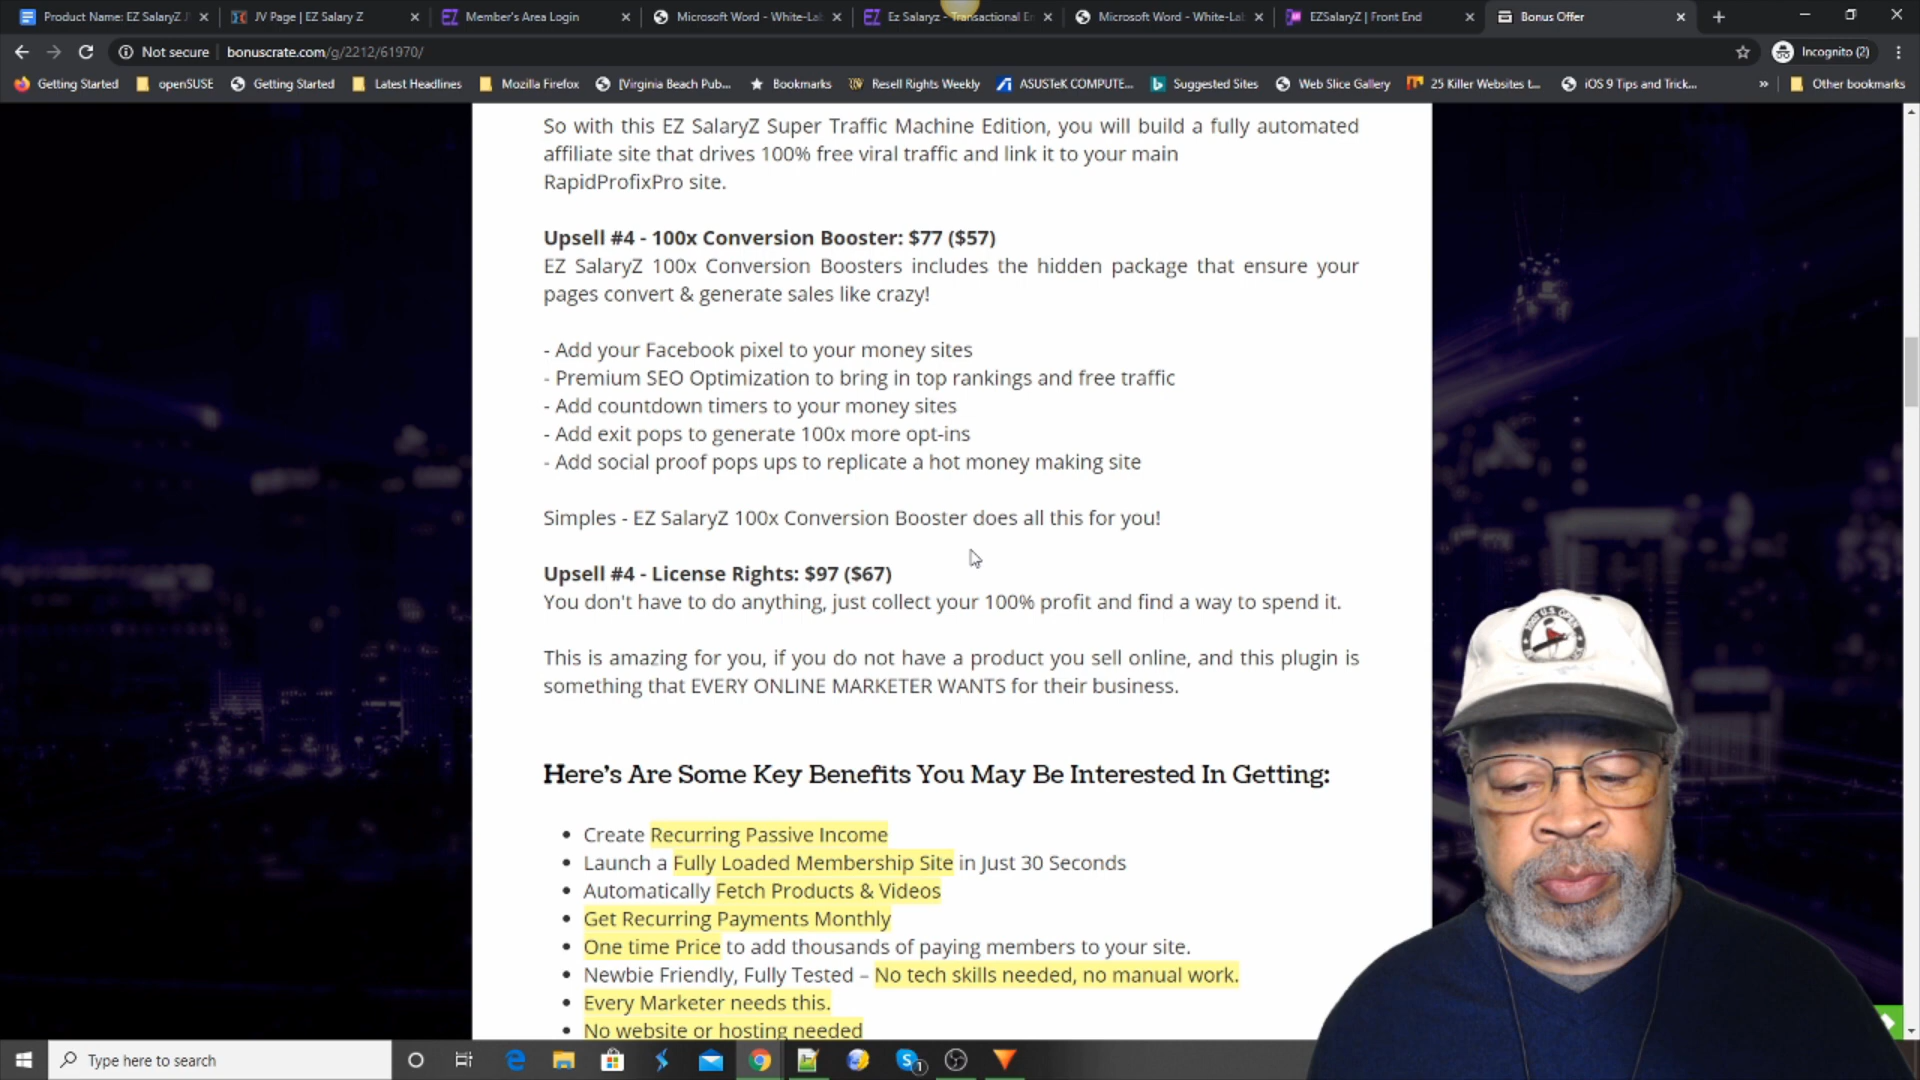 Product Name: EZ SalaryZ J
JV Page | EZ Salary Z
Member's Area Login
Microsoft Word - White-La
Ez Salaryz - Transactional E
Microsoft Word - White-La
EZSalaryZ | Front End
Bonus Offer
Not secure
bonuscrate.com/g/2212/61970/
Incognito (2)
Getting Started
openSUSE
Getting Started
Latest Headlines
Mozilla Firefox
[Virginia Beach Pub...
Bookmarks
Resell Rights Weekly
ASUSTeK COMPUTE...
Suggested Sites
Web Slice Gallery
25 Killer Websites t...
iOS 9 Tips and Trick...
»
Other bookmarks
So with this EZ SalaryZ Super Traffic Machine Edition, you will build a fully automated
affiliate site that drives 100% free viral traffic and link it to your main
RapidProfixPro site.
Upsell #4 - 100x Conversion Booster: $77 ($57)
EZ SalaryZ 100x Conversion Boosters includes the hidden package that ensure your
pages convert & generate sales like crazy!
- Add your Facebook pixel to your money sites
- Premium SEO Optimization to bring in top rankings and free traffic
- Add countdown timers to your money sites
- Add exit pops to generate 100x more opt-ins
- Add social proof pops ups to replicate a hot money making site
Simples - EZ SalaryZ 100x Conversion Booster does all this for you!
Upsell #4 - License Rights: $97 ($67)
You don't have to do anything, just collect your 100% profit and find a way to spend it.
This is amazing for you, if you do not have a product you sell online, and this plugin is
something that EVERY ONLINE MARKETER WANTS for their business.
Here's Are Some Key Benefits You May Be Interested In Getting:
• Create Recurring Passive Income
• Launch a Fully Loaded Membership Site in Just 30 Seconds
• Automatically Fetch Products & Videos
• Get Recurring Payments Monthly
• One time Price to add thousands of paying members to your site.
• Newbie Friendly, Fully Tested – No tech skills needed, no manual work.
• Every Marketer needs this.
• No website or hosting needed
Type here to search